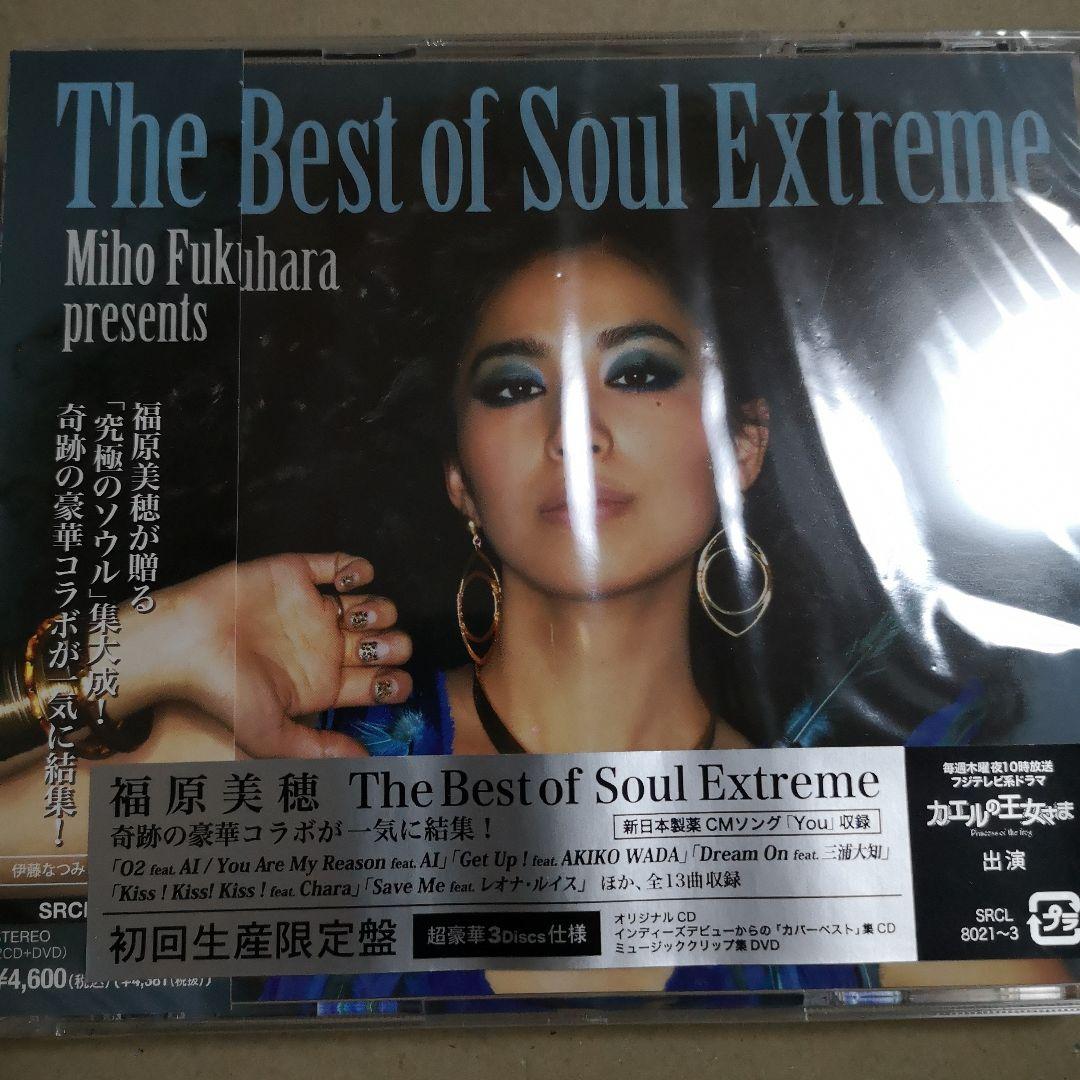 The Best of Soul Extreme
Miho Fukuhara
presents
福原美穂が贈る
「究極のソウル」集大成！
奇跡の豪華コラボが一気に結集！
福原美穂 The Best of Soul Extreme
奇跡の豪華コラボが一気に結集！
新日本製薬 CMソング「You」収録
「O2 feat. AI / You Are My Reason feat. AI」「Get Up ! feat. AKIKO WADA」「Dream On feat. 三浦大知」
「Kiss ! Kiss! Kiss ! feat. Chara」「Save Me feat. レオナ・ルイス」 ほか、全13曲収録
初回生産限定盤
超豪華3Discs仕様
オリジナル CD
インディーズデビューからの「カバーベスト」集 CD
ミュージッククリップ集 DVD
毎週木曜夜10時放送
フジテレビ系ドラマ
カエルの王女さま
Princess of the frog
出演
SRCL
8021〜3
プラ
伊藤なつみ
SRCL
STEREO
2CD+DVD)
¥4,600(税込)(¥4,381(税抜))